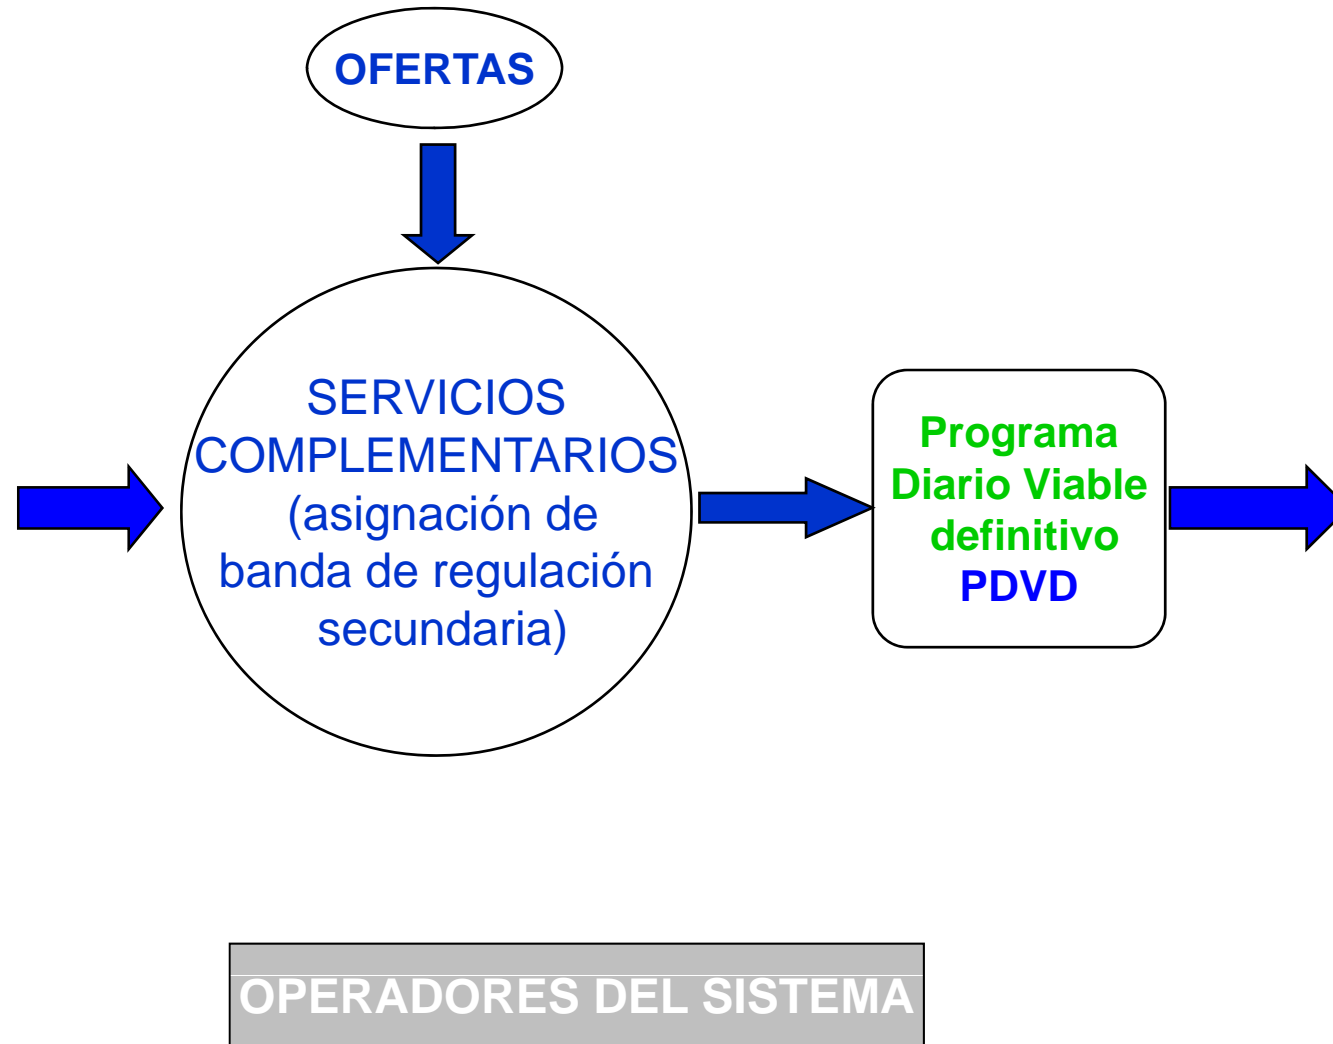 OFERTAS
SERVICIOS
COMPLEMENTARIOS
(asignación de
banda de regulación
secundaria)
Programa
Diario Viable
definitivo
PDVD
OPERADORES DEL SISTEMA